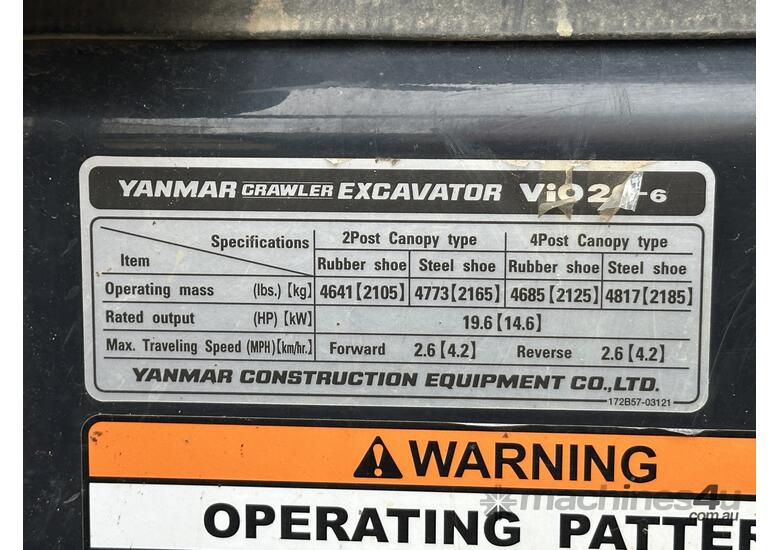 YANMAR CRAWLER EXCAVATOR ViO2 -6
Specifications
Item
2Post Canopy type 4Post Canopy type
Rubber shoe Steel shoe Rubber shoe Steel shoe
Operating mass (lbs.) [kg] 4641 [2105] 4773 [2165] 4685 [2125] 4817 [2185]
Rated output (HP) [kW] 19.6 [14.6]
Max. Traveling Speed (MPH) [km/hr.] Forward 2.6 [4.2] Reverse 2.6 [4.2]
YANMAR CONSTRUCTION EQUIPMENT CO.,LTD.
172B57-03121
WARNING
machines4u
.com.au
OPERATING PATTER